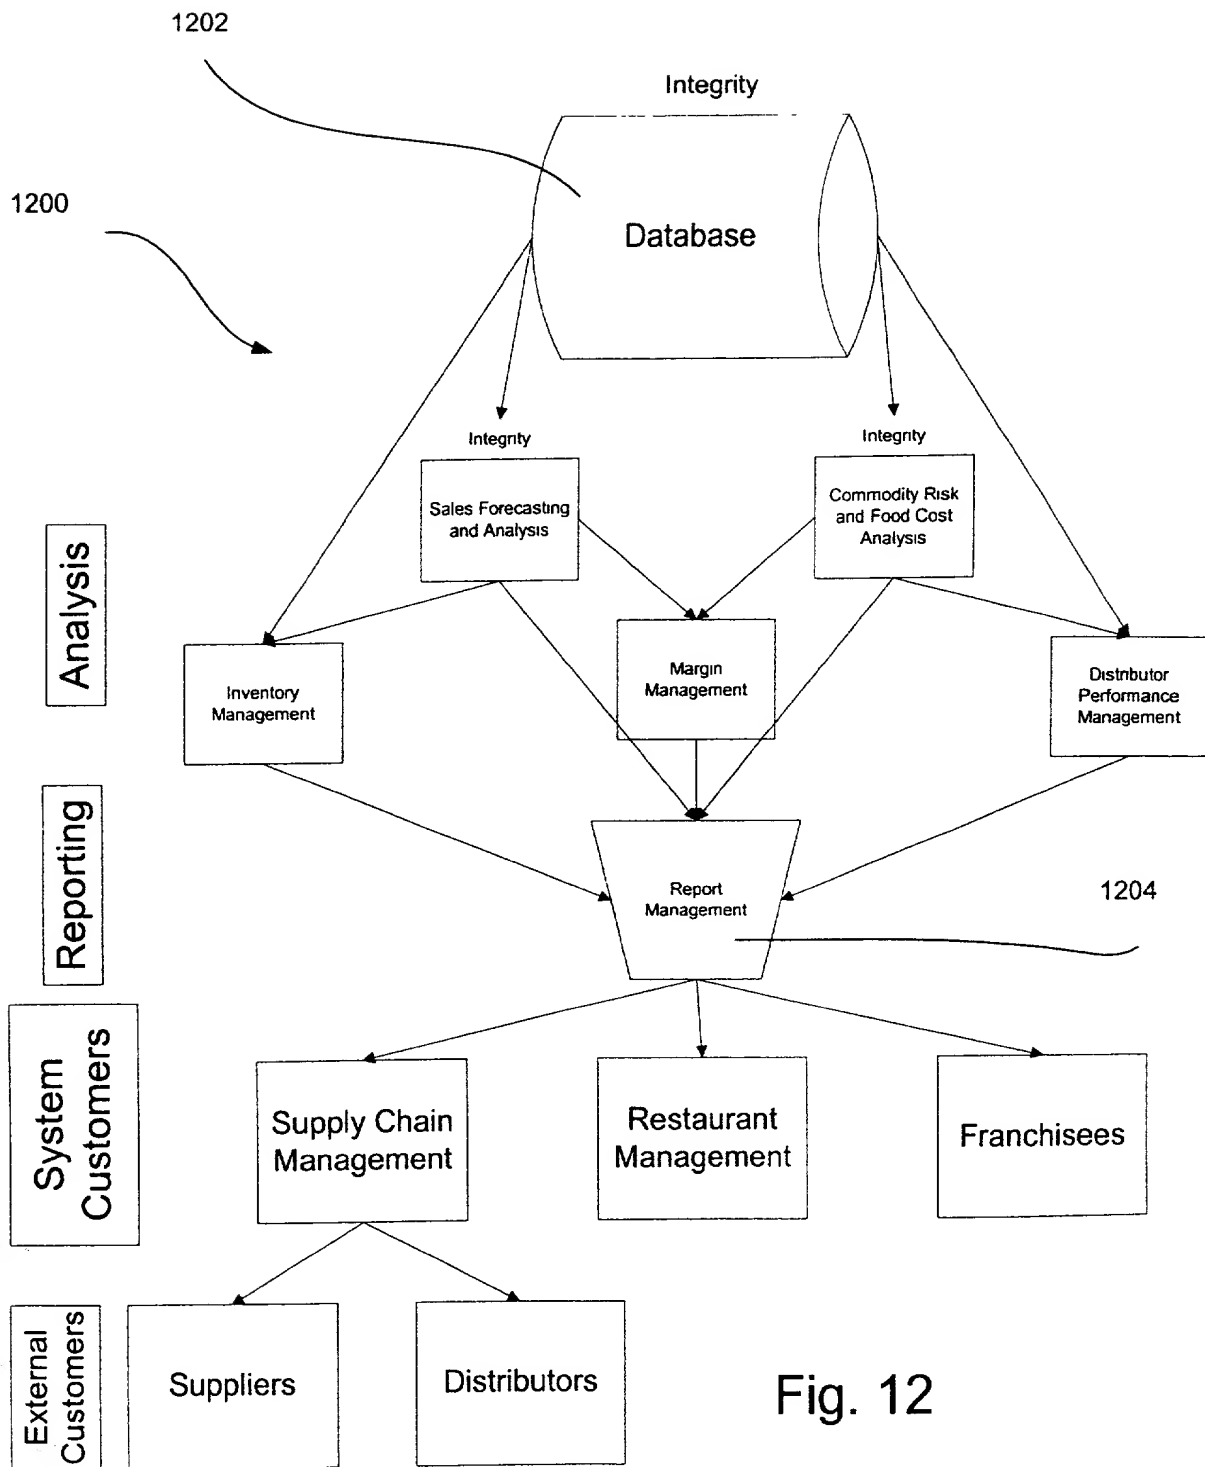 1202
Integrity
1200
Database
Integrity
Integrity
Sales Forecasting
and Analysis
Commodity Risk
and Food Cost
Analysis
Analysis
Inventory
Management
Margin
Management
Distributor
Performance
Management
Reporting
Report
Management
1204
System
Customers
Supply Chain
Management
Restaurant
Management
Franchisees
External
Customers
Suppliers
Distributors
Fig. 12